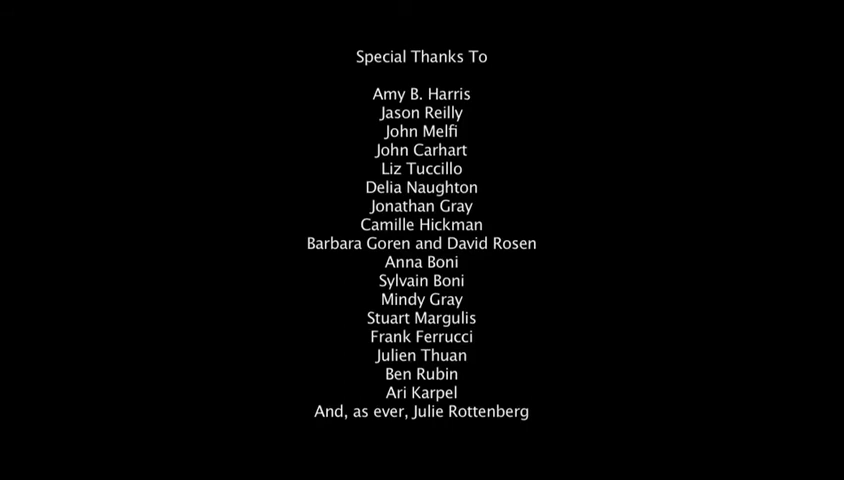 Special Thanks To
Amy B. Harris
Jason Reilly
John Melfi
John Carhart
Liz Tuccillo
Delia Naughton
Jonathan Gray
Camille Hickman
Barbara Goren and David Rosen
Anna Boni
Sylvain Boni
Mindy Gray
Stuart Margulis
Frank Ferrucci
Julien Thuan
Ben Rubin
Ari Karpel
And, as ever, Julie Rottenberg